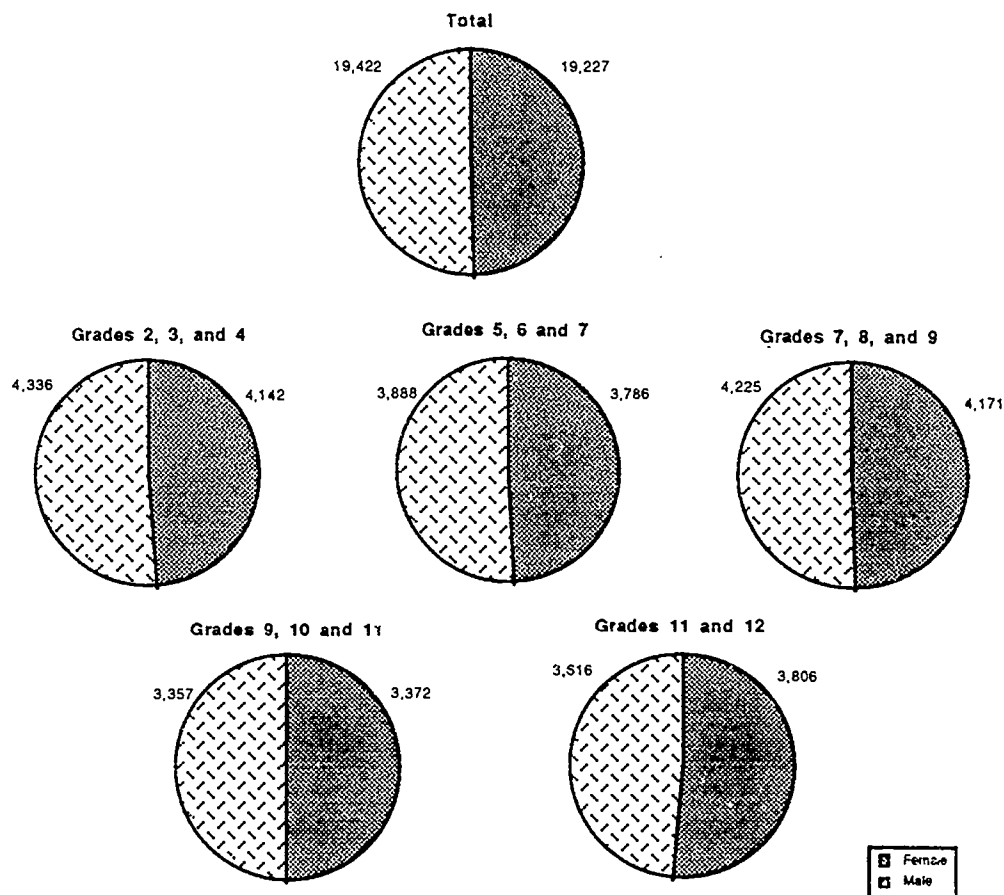 Total
19,422 19,227
Grades 2, 3, and 4
4,336 4,142
Grades 5, 6 and 7
3,888 3,786
Grades 7, 8, and 9
4,225 4,171
Grades 9, 10 and 11
3,357 3,372
Grades 11 and 12
3,516 3,806
Female
Male